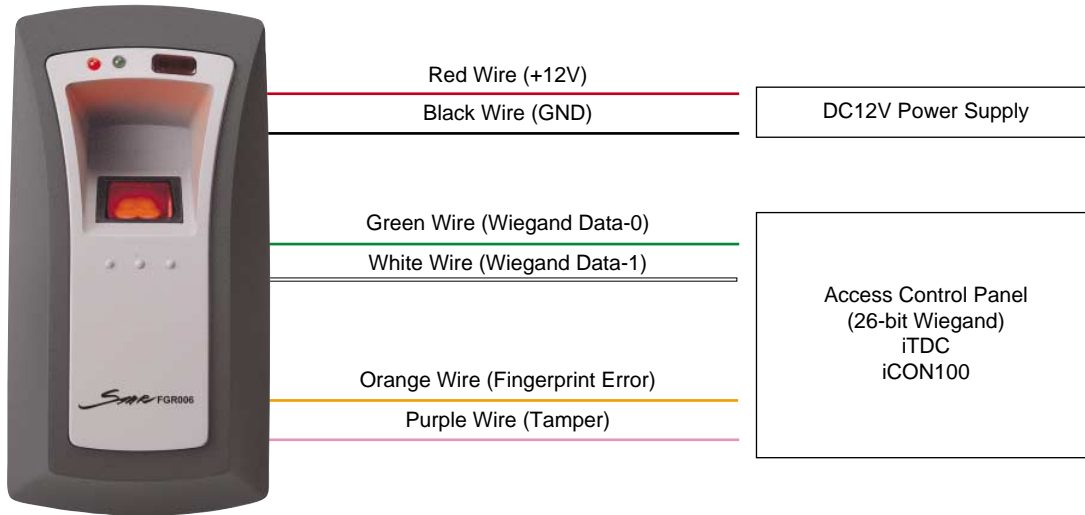 Red Wire (+12V)
Black Wire (GND)
DC12V Power Supply
Green Wire (Wiegand Data-0)
White Wire (Wiegand Data-1)
Access Control Panel
(26-bit Wiegand)
iTDC
iCON100
Orange Wire (Fingerprint Error)
Purple Wire (Tamper)
STAR FGR006